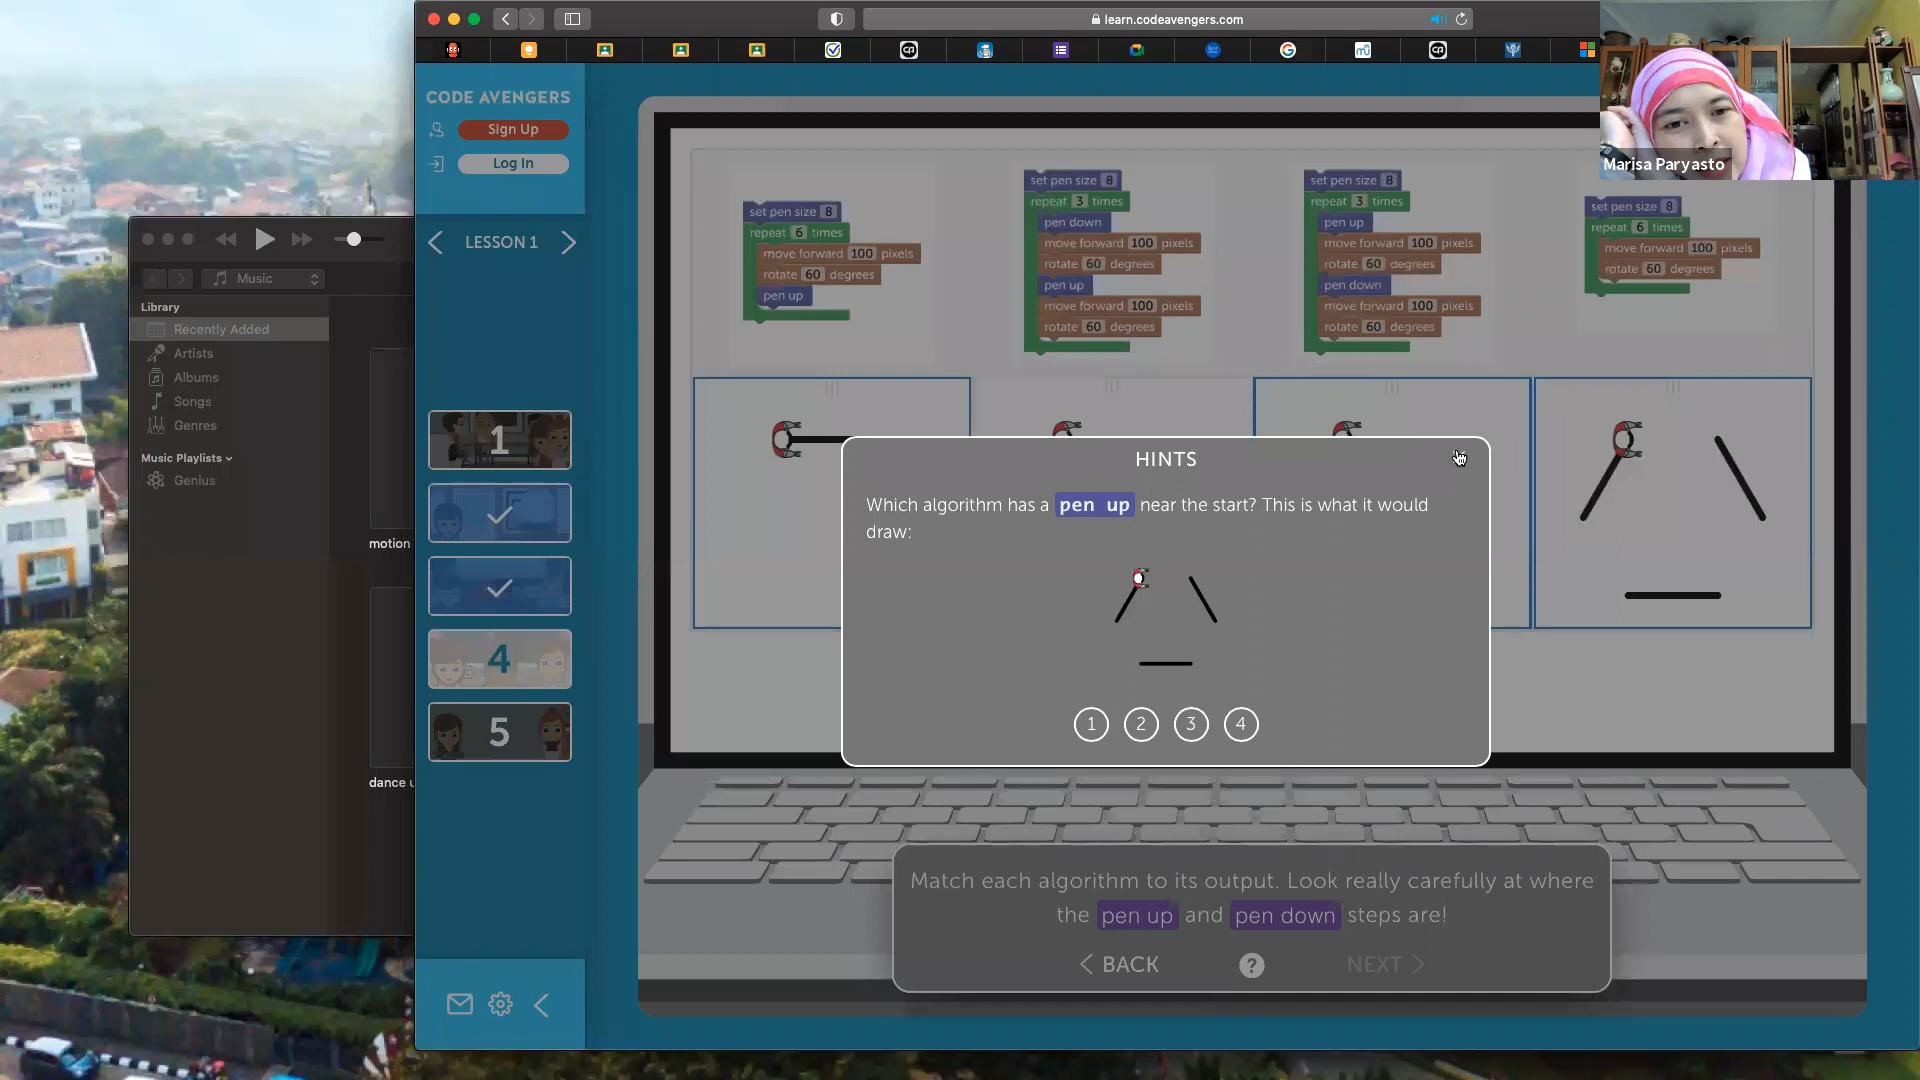 learn.codeavengers.com
CODE AVENGERS
Sign Up
Log In
LESSON 1
1
4
5
Music
Library
Recently Added
Artists
Albums
Songs
Genres
Music Playlists
Genius
motion
dance u
set pen size 8
repeat 6 times
move forward 100 pixels
rotate 60 degrees
pen up
set pen size 8
repeat 3 times
pen down
move forward 100 pixels
rotate 60 degrees
pen up
move forward 100 pixels
rotate 60 degrees
set pen size 8
repeat 3 times
pen up
move forward 100 pixels
rotate 60 degrees
pen down
move forward 100 pixels
rotate 60 degrees
set pen size 8
repeat 6 times
move forward 100 pixels
rotate 60 degrees
Marisa Paryasto
HINTS
Which algorithm has a pen up near the start? This is what it would
draw:
1 2 3 4
Match each algorithm to its output. Look really carefully at where
the pen up and pen down steps are!
BACK ? NEXT